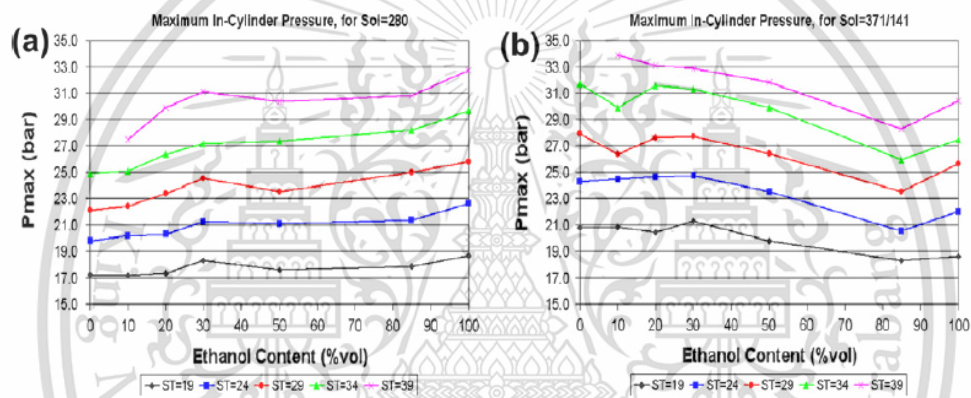 (a)
Maximum In-Cylinder Pressure, for SoI=280
35.0
33.0
31.0
29.0
27.0
25.0
23.0
21.0
19.0
17.0
15.0
Pmax (bar)
0 10 20 30 40 50 60 70 80 90 100
Ethanol Content (%vol)
ST=19 ST=24 ST=29 ST=34 ST=39
(b)
Maximum In-Cylinder Pressure, for SoI=371/141
35.0
33.0
31.0
29.0
27.0
25.0
23.0
21.0
19.0
17.0
15.0
Pmax (bar)
0 10 20 30 40 50 60 70 80 90 100
Ethanol Content (%vol)
ST=19 ST=24 ST=29 ST=34 ST=39